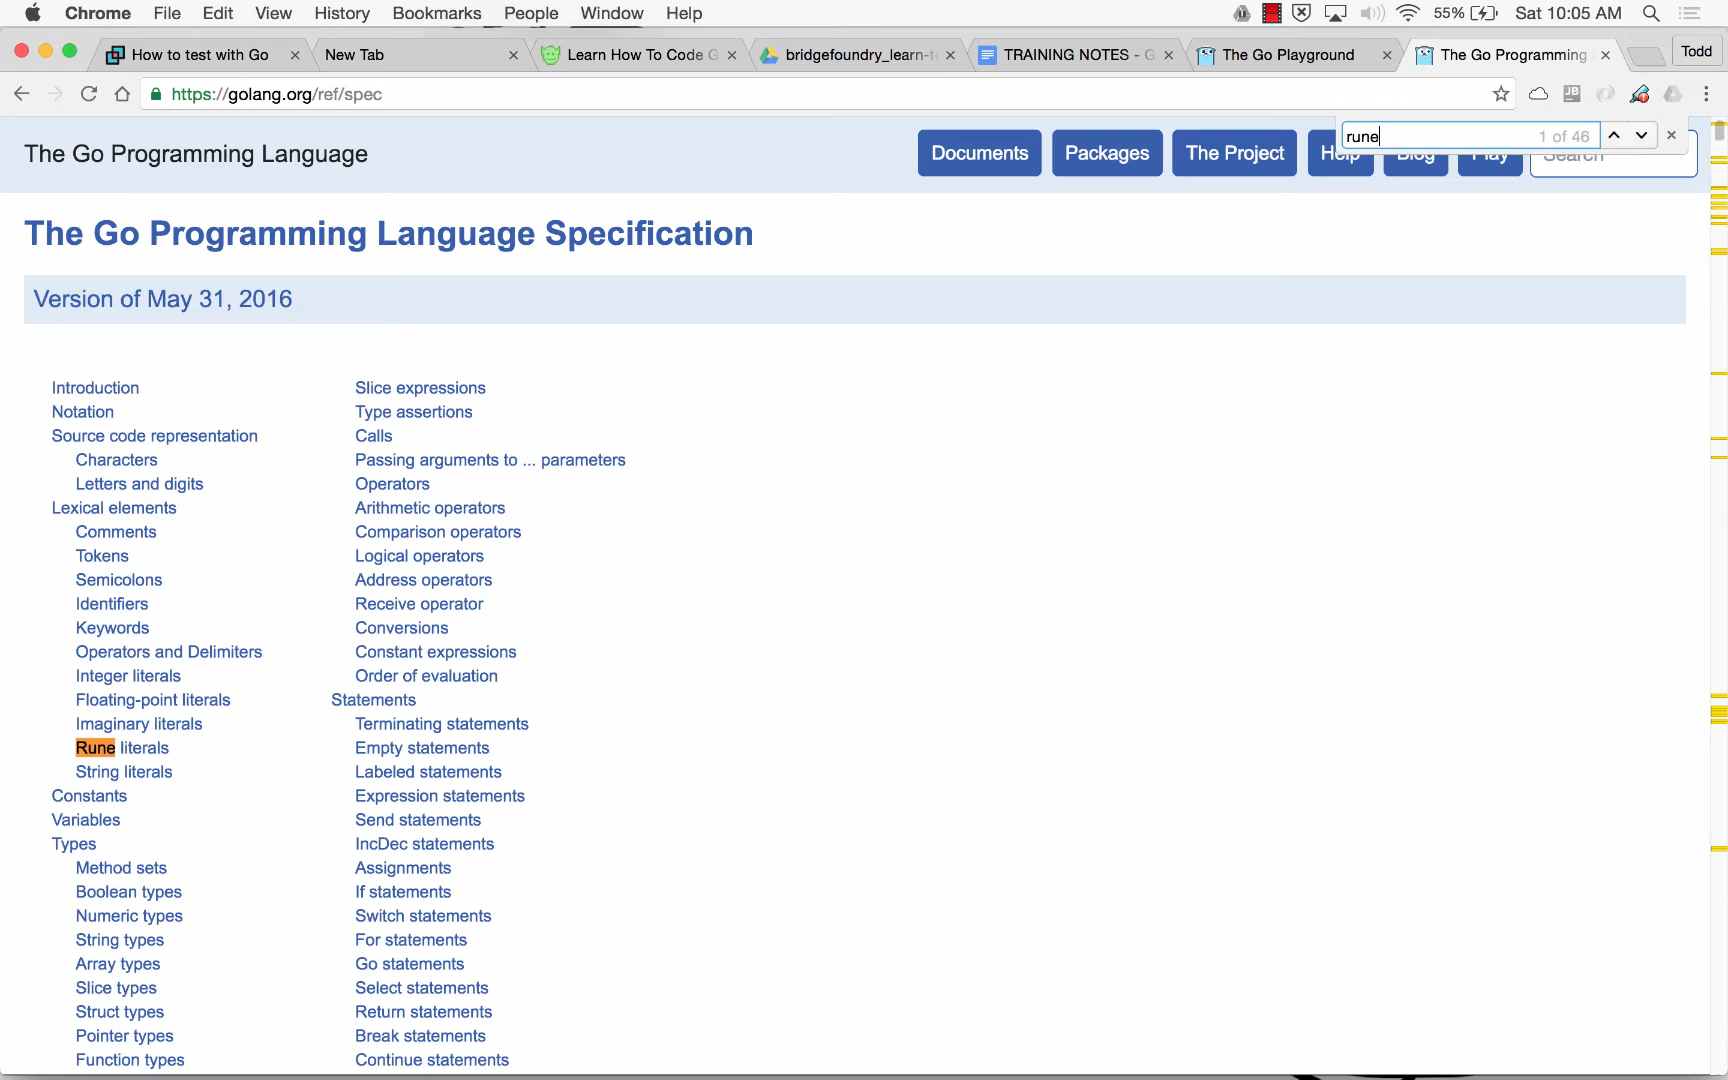 Chrome File Edit View History Bookmarks People Window Help 55% Sat 10:05 AM
How to test with Go New Tab Learn How To Code G bridgefoundry_learn-t TRAINING NOTES - G The Go Playground The Go Programming Todd
https://golang.org/ref/spec
rune 1 of 46
The Go Programming Language Documents Packages The Project Help Blog Play Search
The Go Programming Language Specification
Version of May 31, 2016
Introduction
Notation
Source code representation
Characters
Letters and digits
Lexical elements
Comments
Tokens
Semicolons
Identifiers
Keywords
Operators and Delimiters
Integer literals
Floating-point literals
Imaginary literals
Rune literals
String literals
Constants
Variables
Types
Method sets
Boolean types
Numeric types
String types
Array types
Slice types
Struct types
Pointer types
Function types
Slice expressions
Type assertions
Calls
Passing arguments to ... parameters
Operators
Arithmetic operators
Comparison operators
Logical operators
Address operators
Receive operator
Conversions
Constant expressions
Order of evaluation
Statements
Terminating statements
Empty statements
Labeled statements
Expression statements
Send statements
IncDec statements
Assignments
If statements
Switch statements
For statements
Go statements
Select statements
Return statements
Break statements
Continue statements